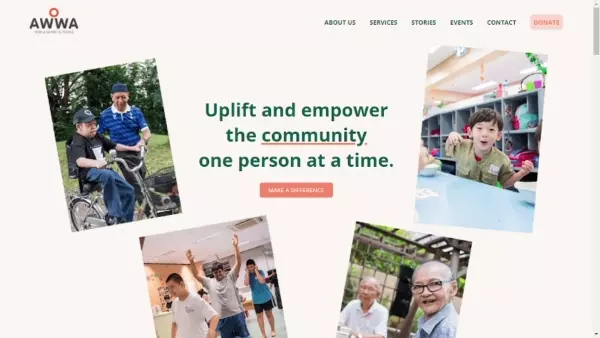 AWWA
ABOUT US
SERVICES
STORIES
EVENTS
CONTACT
DONATE
Uplift and empower
the community
one person at a time.
MAKE A DIFFERENCE